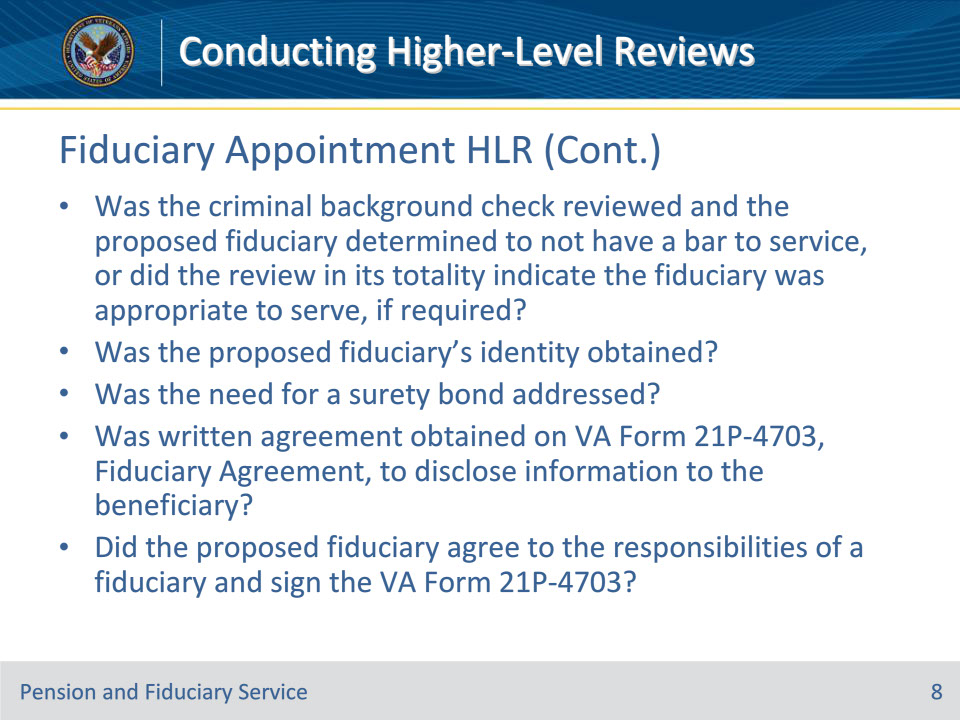 Conducting Higher-Level Reviews
Fiduciary Appointment HLR (Cont.)
• Was the criminal background check reviewed and the
proposed fiduciary determined to not have a bar to service,
or did the review in its totality indicate the fiduciary was
appropriate to serve, if required?
• Was the proposed fiduciary’s identity obtained?
• Was the need for a surety bond addressed?
• Was written agreement obtained on VA Form 21P-4703,
Fiduciary Agreement, to disclose information to the
beneficiary?
• Did the proposed fiduciary agree to the responsibilities of a
fiduciary and sign the VA Form 21P-4703?
Pension and Fiduciary Service
8